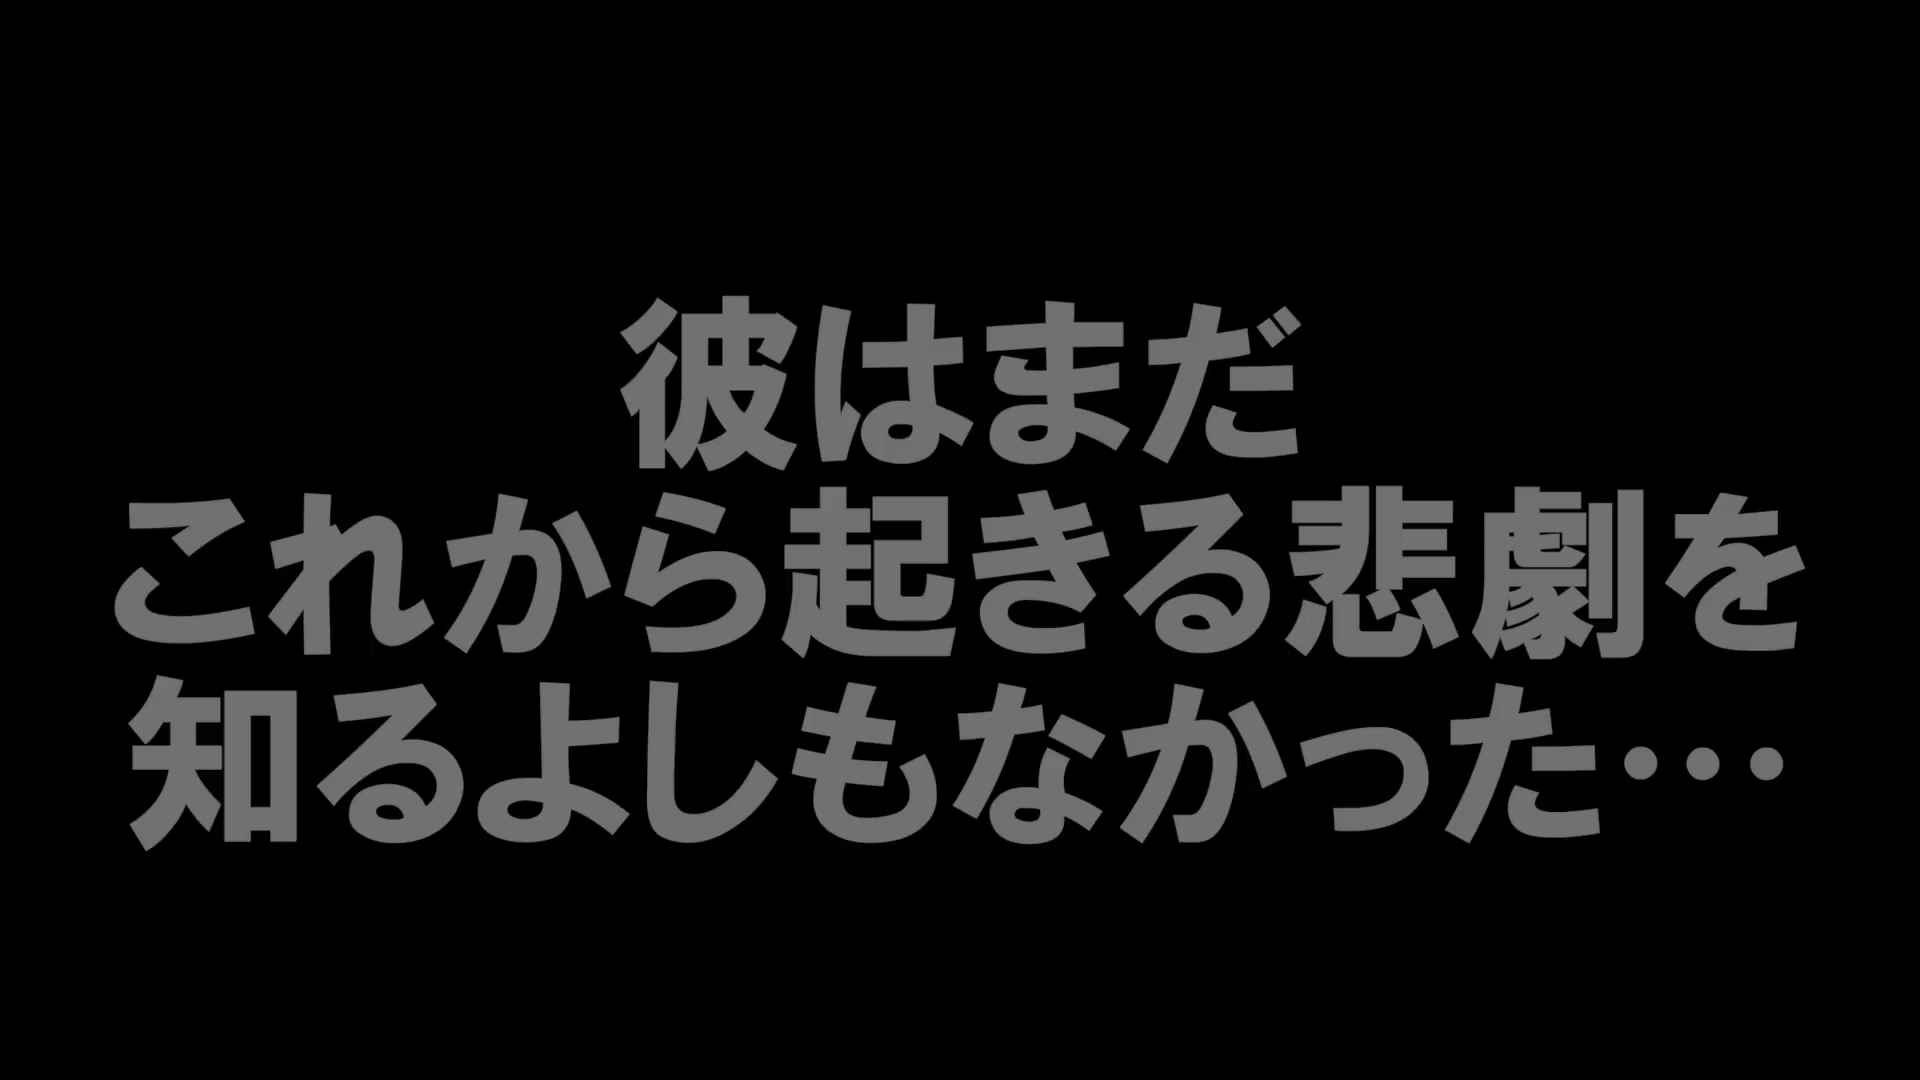 彼はまだ
これから起きる悲劇を
知るよしもなかった…